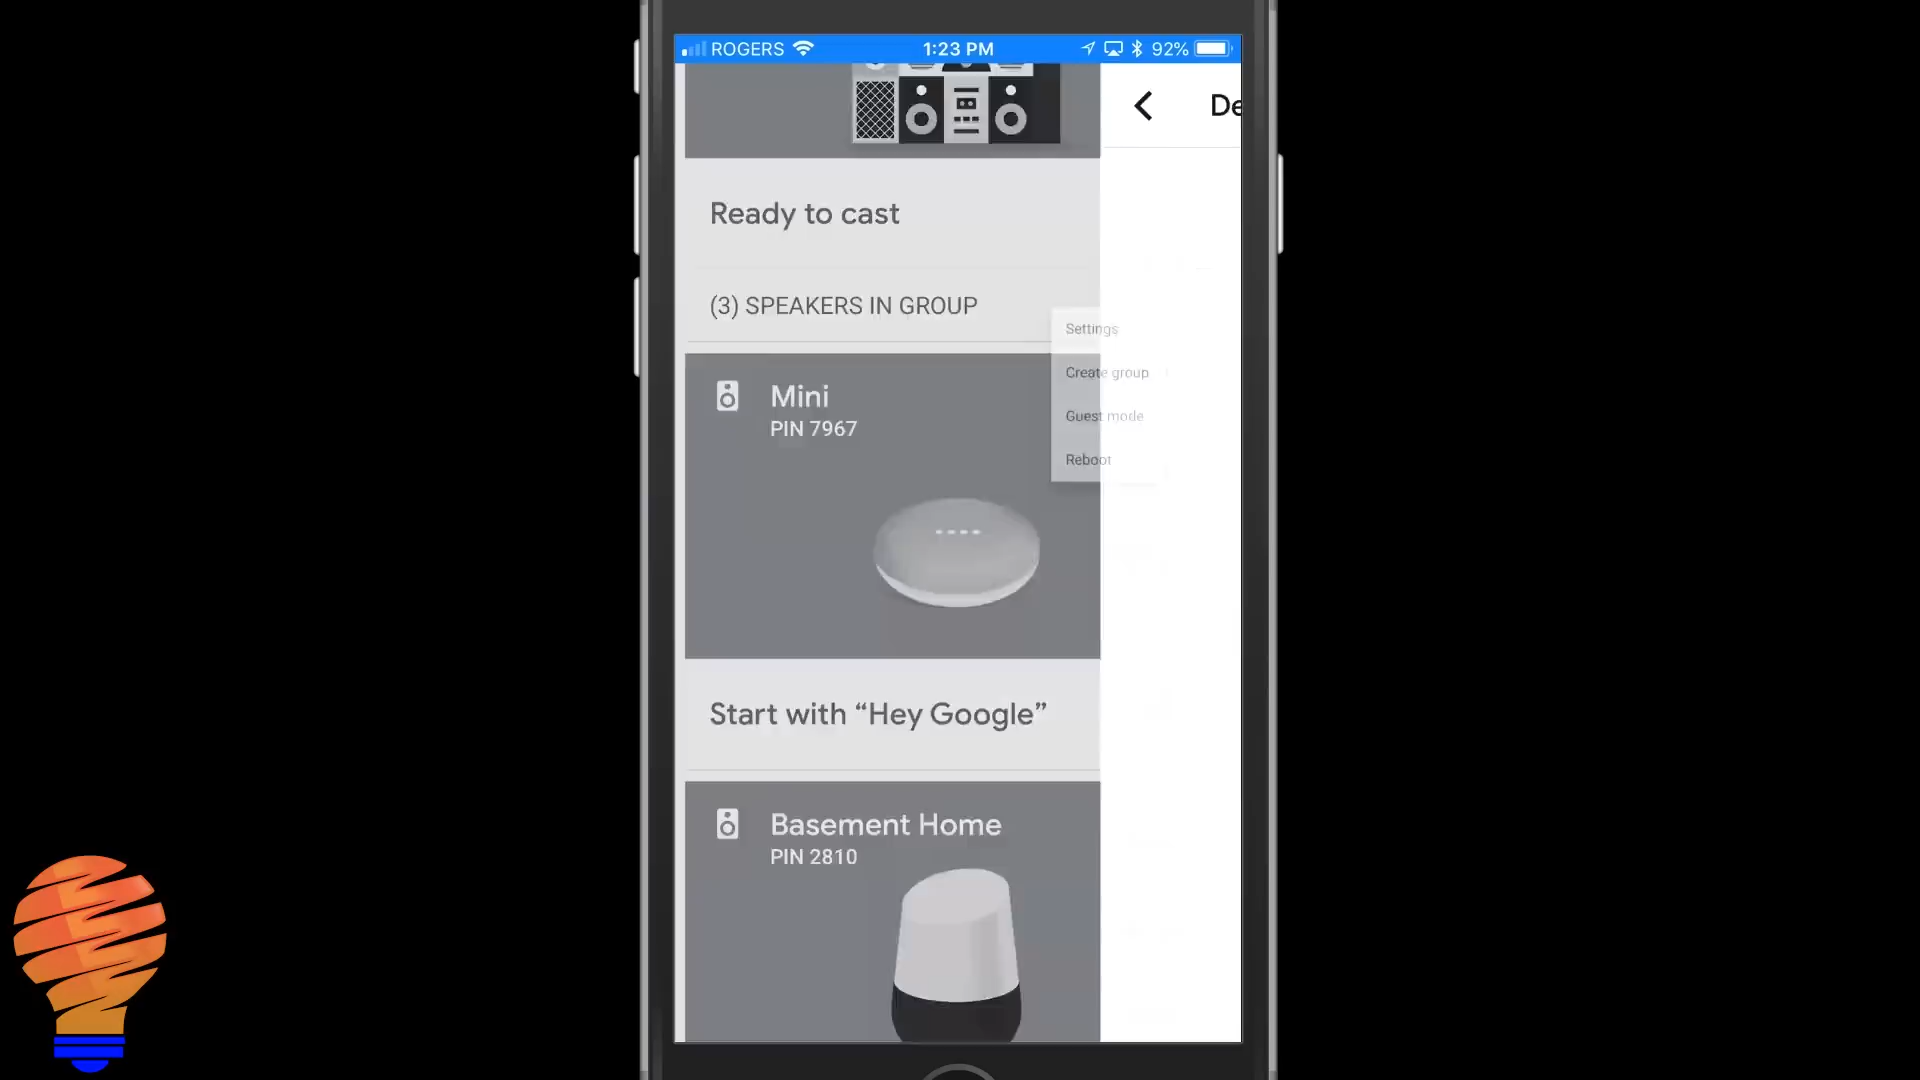 ROGERS 1:23 PM 92%
De
Ready to cast
(3) SPEAKERS IN GROUP
Settings
Create group
Guest mode
Reboot
Mini
PIN 7967
Start with “Hey Google”
Basement Home
PIN 2810